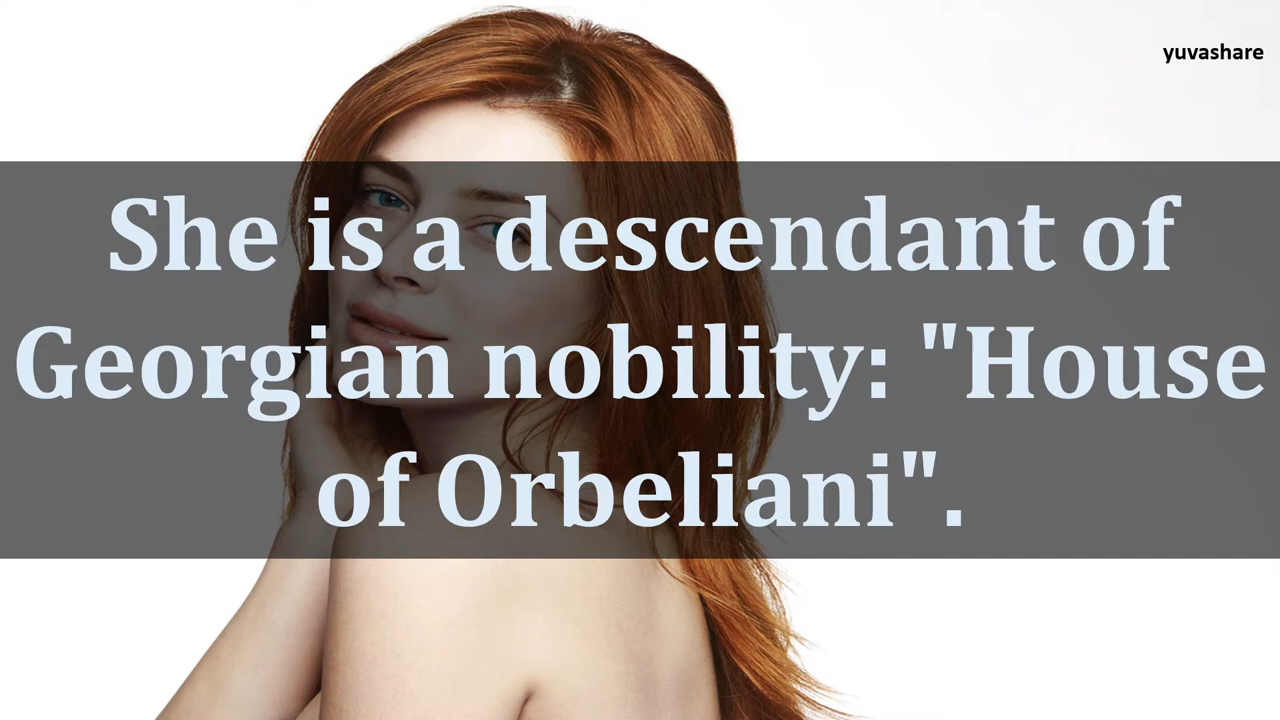 yuvashare
She is a descendant of
Georgian nobility: "House
of Orbeliani".